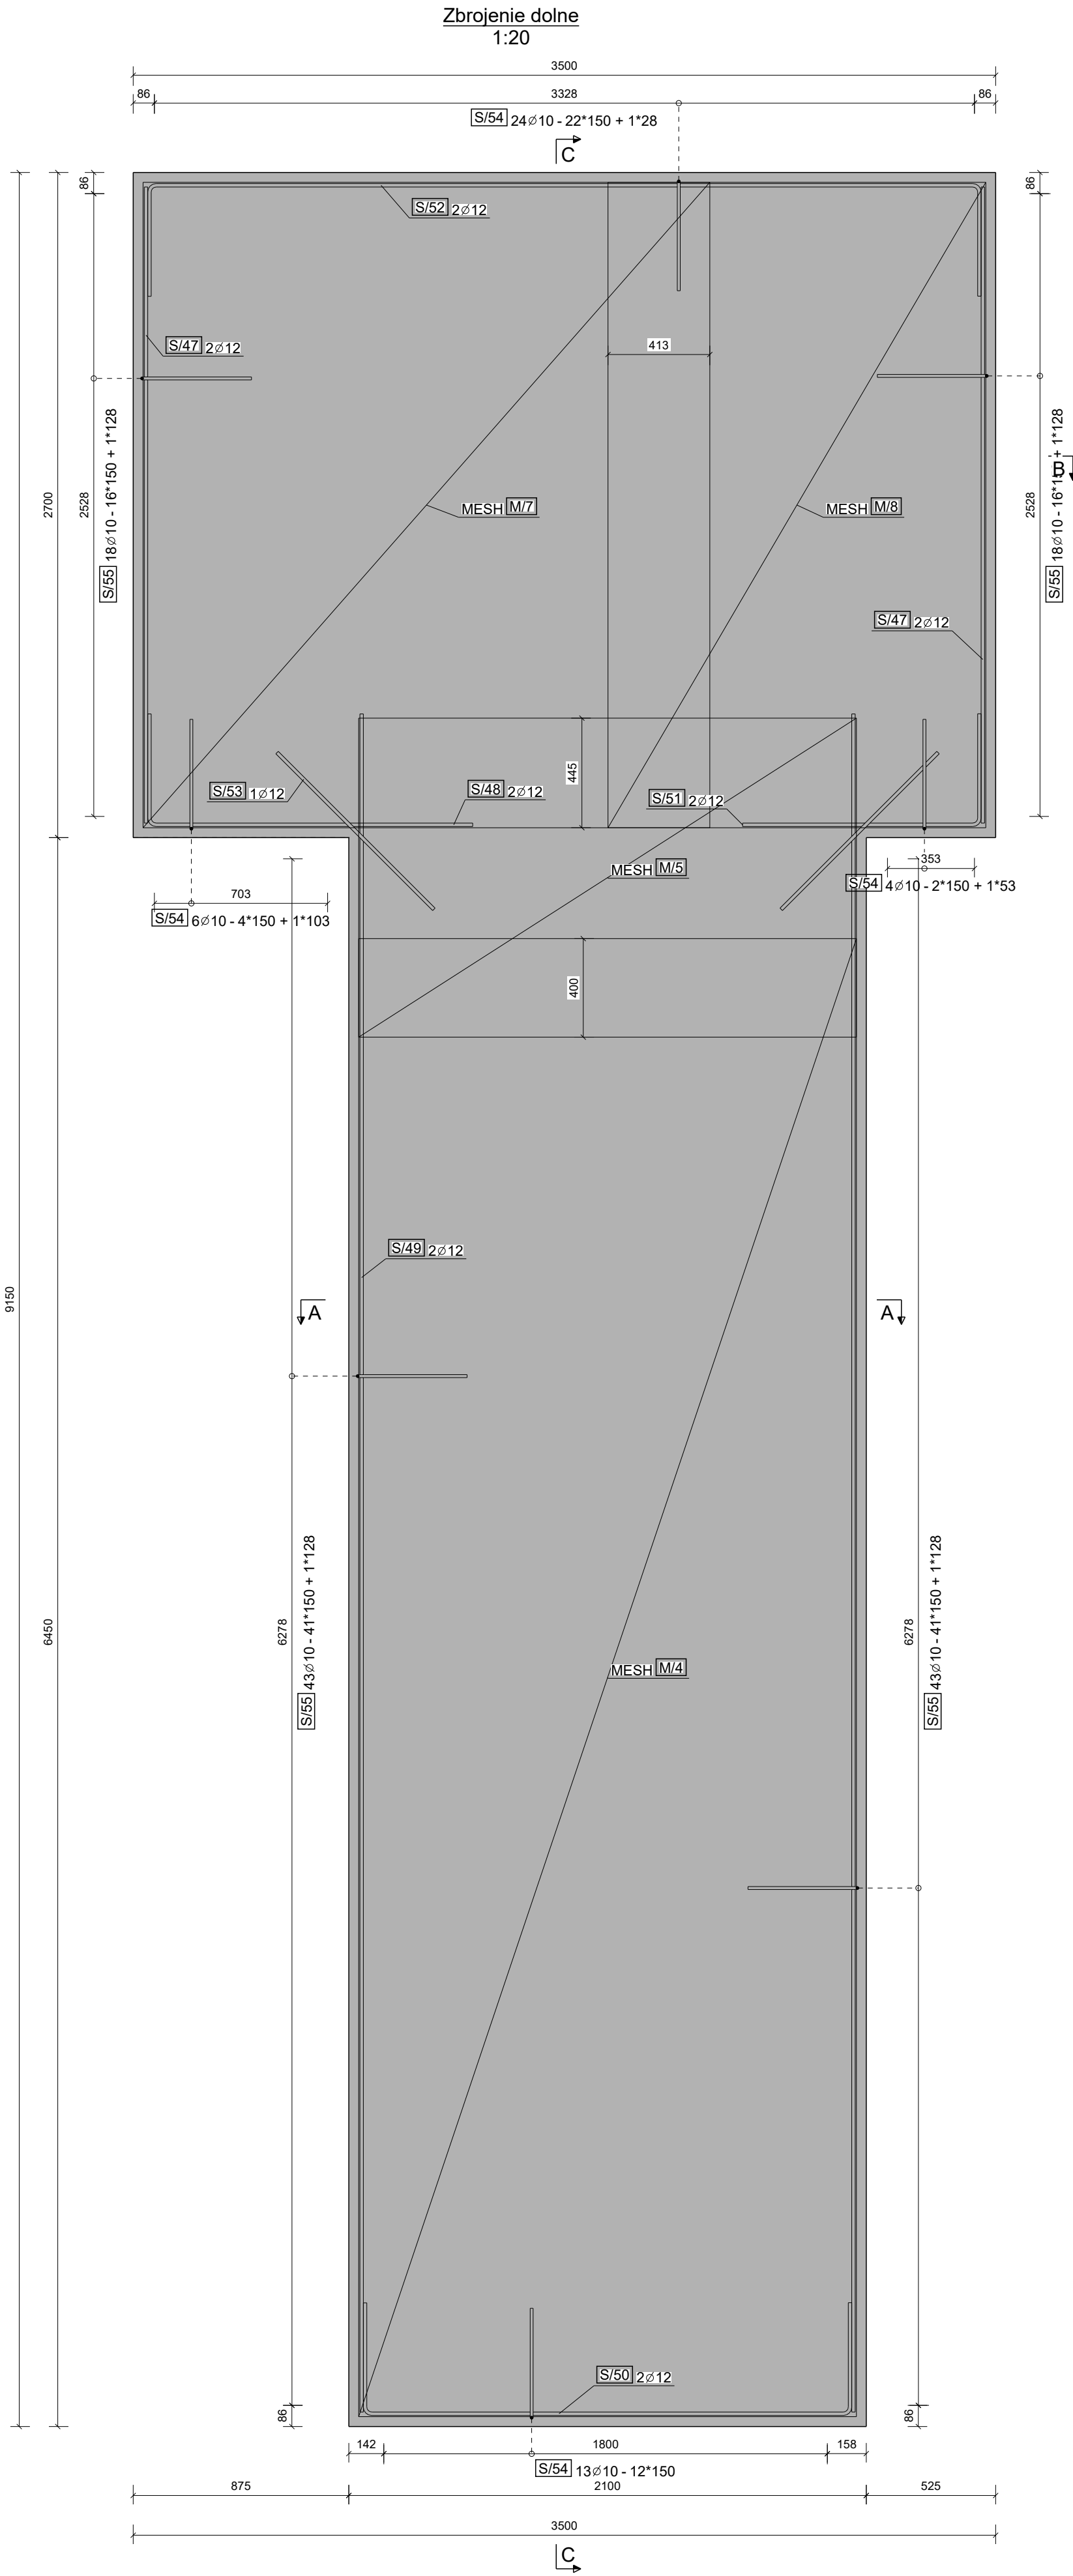 Zbrojenie dolne
1:20
3500
86
3328
86
S/54 24⌀10 - 22*150 + 1*28
C
86
86
S/52 2⌀12
S/47 2⌀12
413
2700
2528
S/55 18⌀10 - 16*150 + 1*128
MESH M/7
MESH M/8
B
2528
S/55 18⌀10 - 16*150 + 1*128
S/47 2⌀12
445
S/53 1⌀12
S/48 2⌀12
S/51 2⌀12
MESH M/5
353
S/54 4⌀10 - 2*150 + 1*53
703
S/54 6⌀10 - 4*150 + 1*103
400
S/49 2⌀12
9150
A
A
6450
6278
S/55 43⌀10 - 41*150 + 1*128
6278
S/55 43⌀10 - 41*150 + 1*128
MESH M/4
S/50 2⌀12
86
86
142
1800
158
S/54 13⌀10 - 12*150
875
2100
525
3500
C